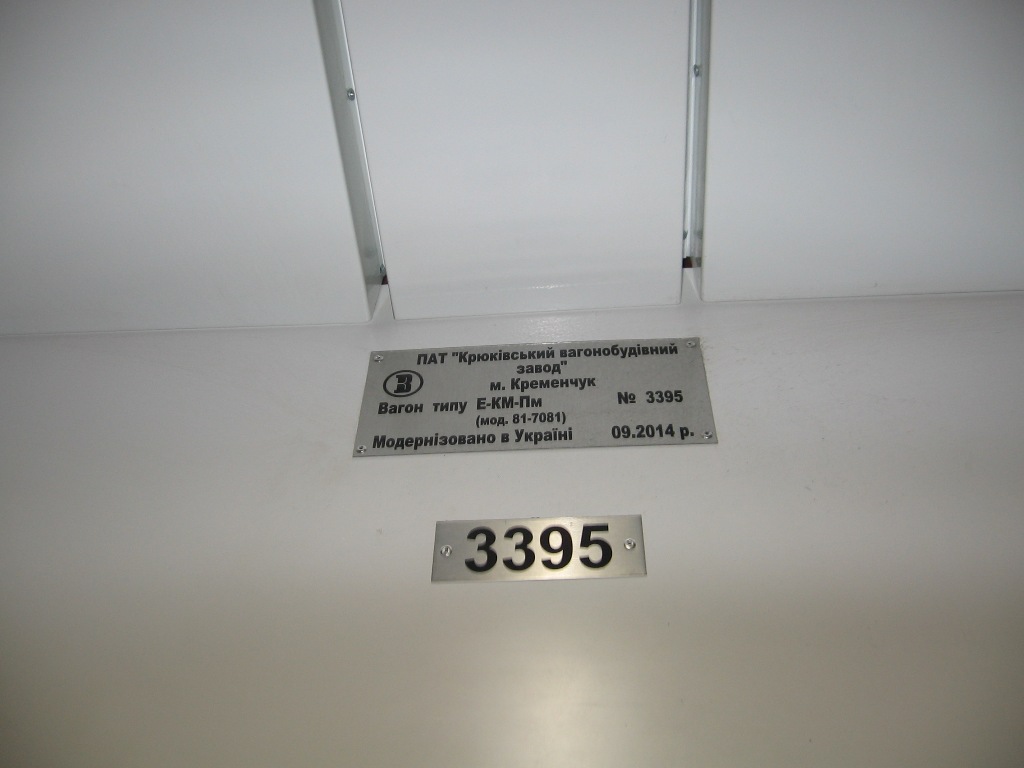 ПАТ "Крюківський вагонобудівний
завод"
м. Кременчук
В
Вагон типу Е-КМ-Пм № 3395
(мод. 81-7081)
Модернізовано в Україні 09.2014 р.
3395